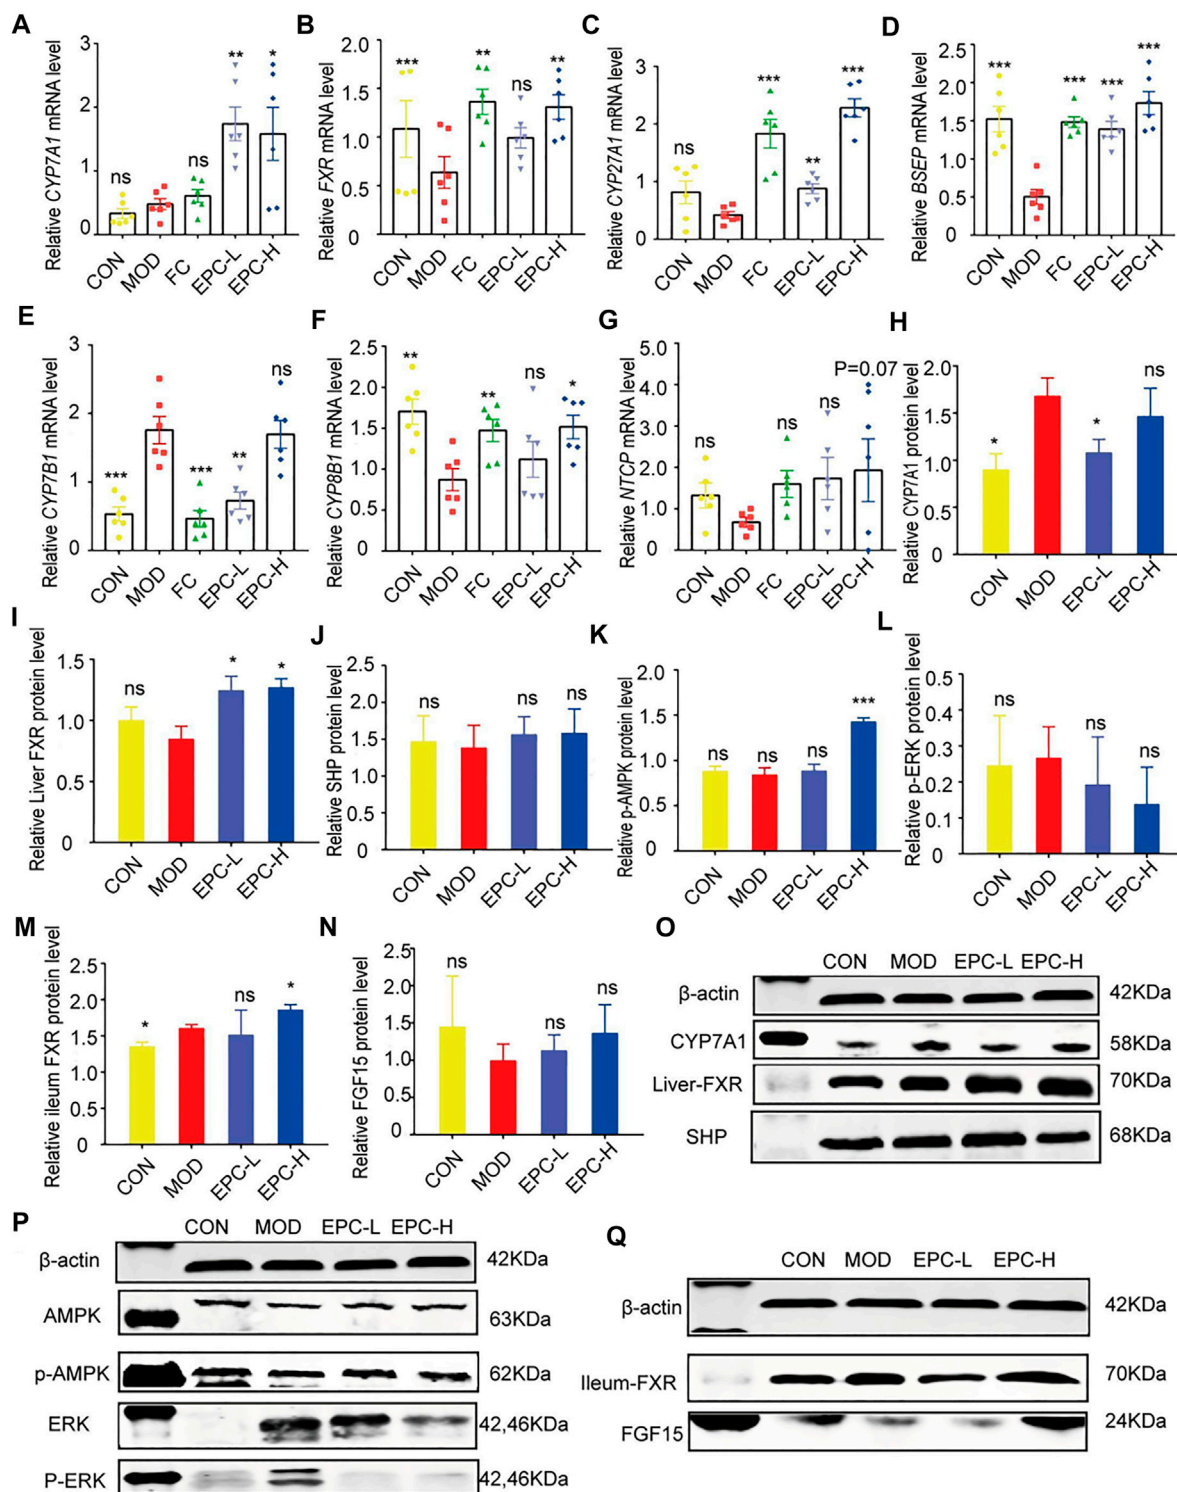 A
Relative CYP7A1 mRNA level
3
2
1
0
ns
ns
**
*
CON
MOD
FC
EPC-L
EPC-H
B
Relative FXR mRNA level
2.0
1.5
1.0
0.5
0
***
**
ns
**
CON
MOD
FC
EPC-L
EPC-H
C
Relative CYP27A1 mRNA level
3
2
1
0
ns
***
**
***
CON
MOD
FC
EPC-L
EPC-H
D
Relative BSEP mRNA level
2.5
2.0
1.5
1.0
0.5
0
***
***
***
***
CON
MOD
FC
EPC-L
EPC-H
E
Relative CYP7B1 mRNA level
3
2
1
0
***
***
**
ns
CON
MOD
FC
EPC-L
EPC-H
F
Relative CYP8B1 mRNA level
2.5
2.0
1.5
1.0
0.5
0
**
**
ns
*
CON
MOD
FC
EPC-L
EPC-H
G
Relative NTCP mRNA level
5.0
4.0
3.0
2.0
1.0
0
ns
ns
ns
P=0.07
CON
MOD
FC
EPC-L
EPC-H
H
Relative CYP7A1 protein level
2.0
1.5
1.0
0.5
0
*
*
ns
CON
MOD
EPC-L
EPC-H
I
Relative Liver FXR protein level
1.5
1.0
0.5
0
ns
*
*
CON
MOD
EPC-L
EPC-H
J
Relative SHP protein level
2.5
2.0
1.5
1.0
0.5
0
ns
ns
ns
ns
CON
MOD
EPC-L
EPC-H
K
Relative p-AMPK protein level
2.0
1.5
1.0
0.5
0
ns
ns
ns
***
CON
MOD
EPC-L
EPC-H
L
Relative p-ERK protein level
0.5
0.4
0.3
0.2
0.1
0
ns
ns
ns
CON
MOD
EPC-L
EPC-H
M
Relative ileum FXR protein level
2.5
2.0
1.5
1.0
0.5
0
*
ns
*
CON
MOD
EPC-L
EPC-H
N
Relative FGF15 protein level
2.5
2.0
1.5
1.0
0.5
0
ns
ns
ns
CON
MOD
EPC-L
EPC-H
O
CON MOD EPC-L EPC-H
β-actin 42KDa
CYP7A1 58KDa
Liver-FXR 70KDa
SHP 68KDa
P
CON MOD EPC-L EPC-H
β-actin 42KDa
AMPK 63KDa
p-AMPK 62KDa
ERK 42,46KDa
P-ERK 42,46KDa
Q
CON MOD EPC-L EPC-H
β-actin 42KDa
Ileum-FXR 70KDa
FGF15 24KDa